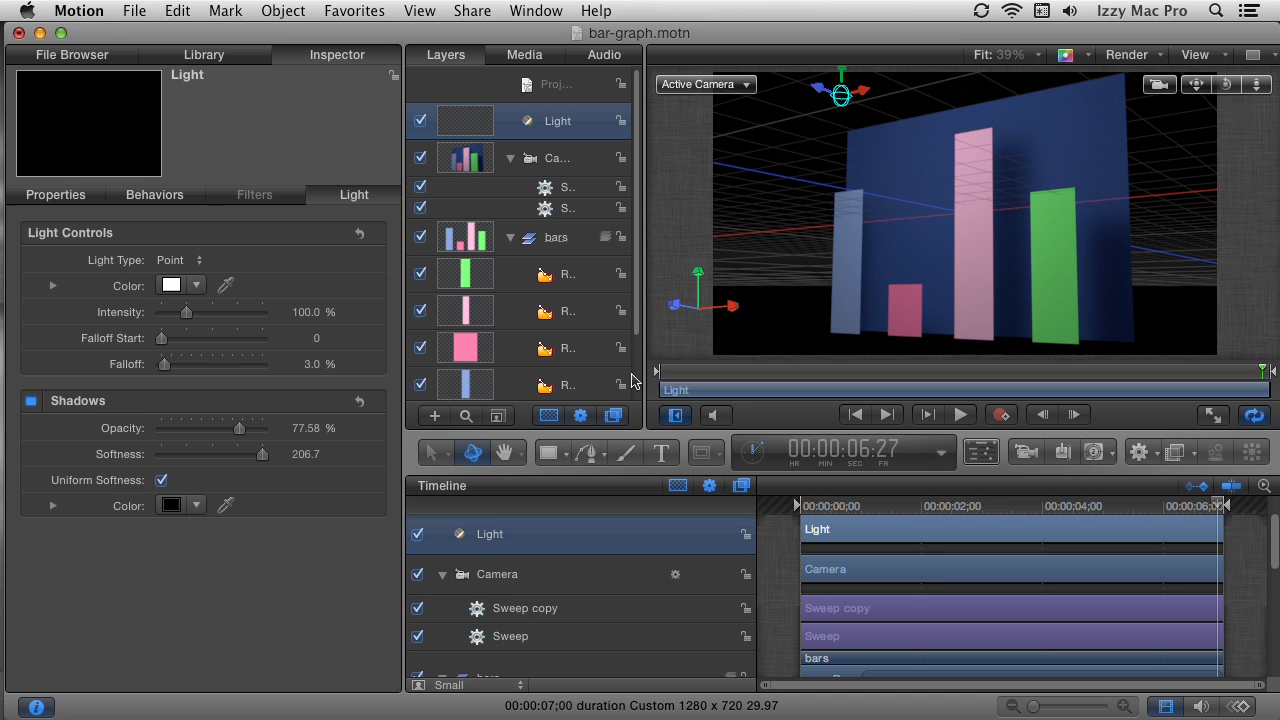 Motion File Edit Mark Object Favorites View Share Window Help Izzy Mac Pro
bar-graph.motn
File Browser Library Inspector
Light
Properties Behaviors Filters Light
Light Controls
Light Type: Point
Color:
Intensity: 100.0 %
Falloff Start: 0
Falloff: 3.0 %
Shadows
Opacity: 77.58 %
Softness: 206.7
Uniform Softness:
Color:
Layers Media Audio
Proj...
Light
Ca...
S..
S..
bars
R..
R..
R..
R..
Fit: 39% Render View
Active Camera
Light
T
00:00:06;27
HR MIN SEC FR
Timeline
00:00:00;00 00:00:02;00 00:00:04;00 00:00:06;00
Light
Light
Camera
Camera
Sweep copy
Sweep copy
Sweep
Sweep
bars
bars
Small
00:00:07;00 duration Custom 1280 x 720 29.97